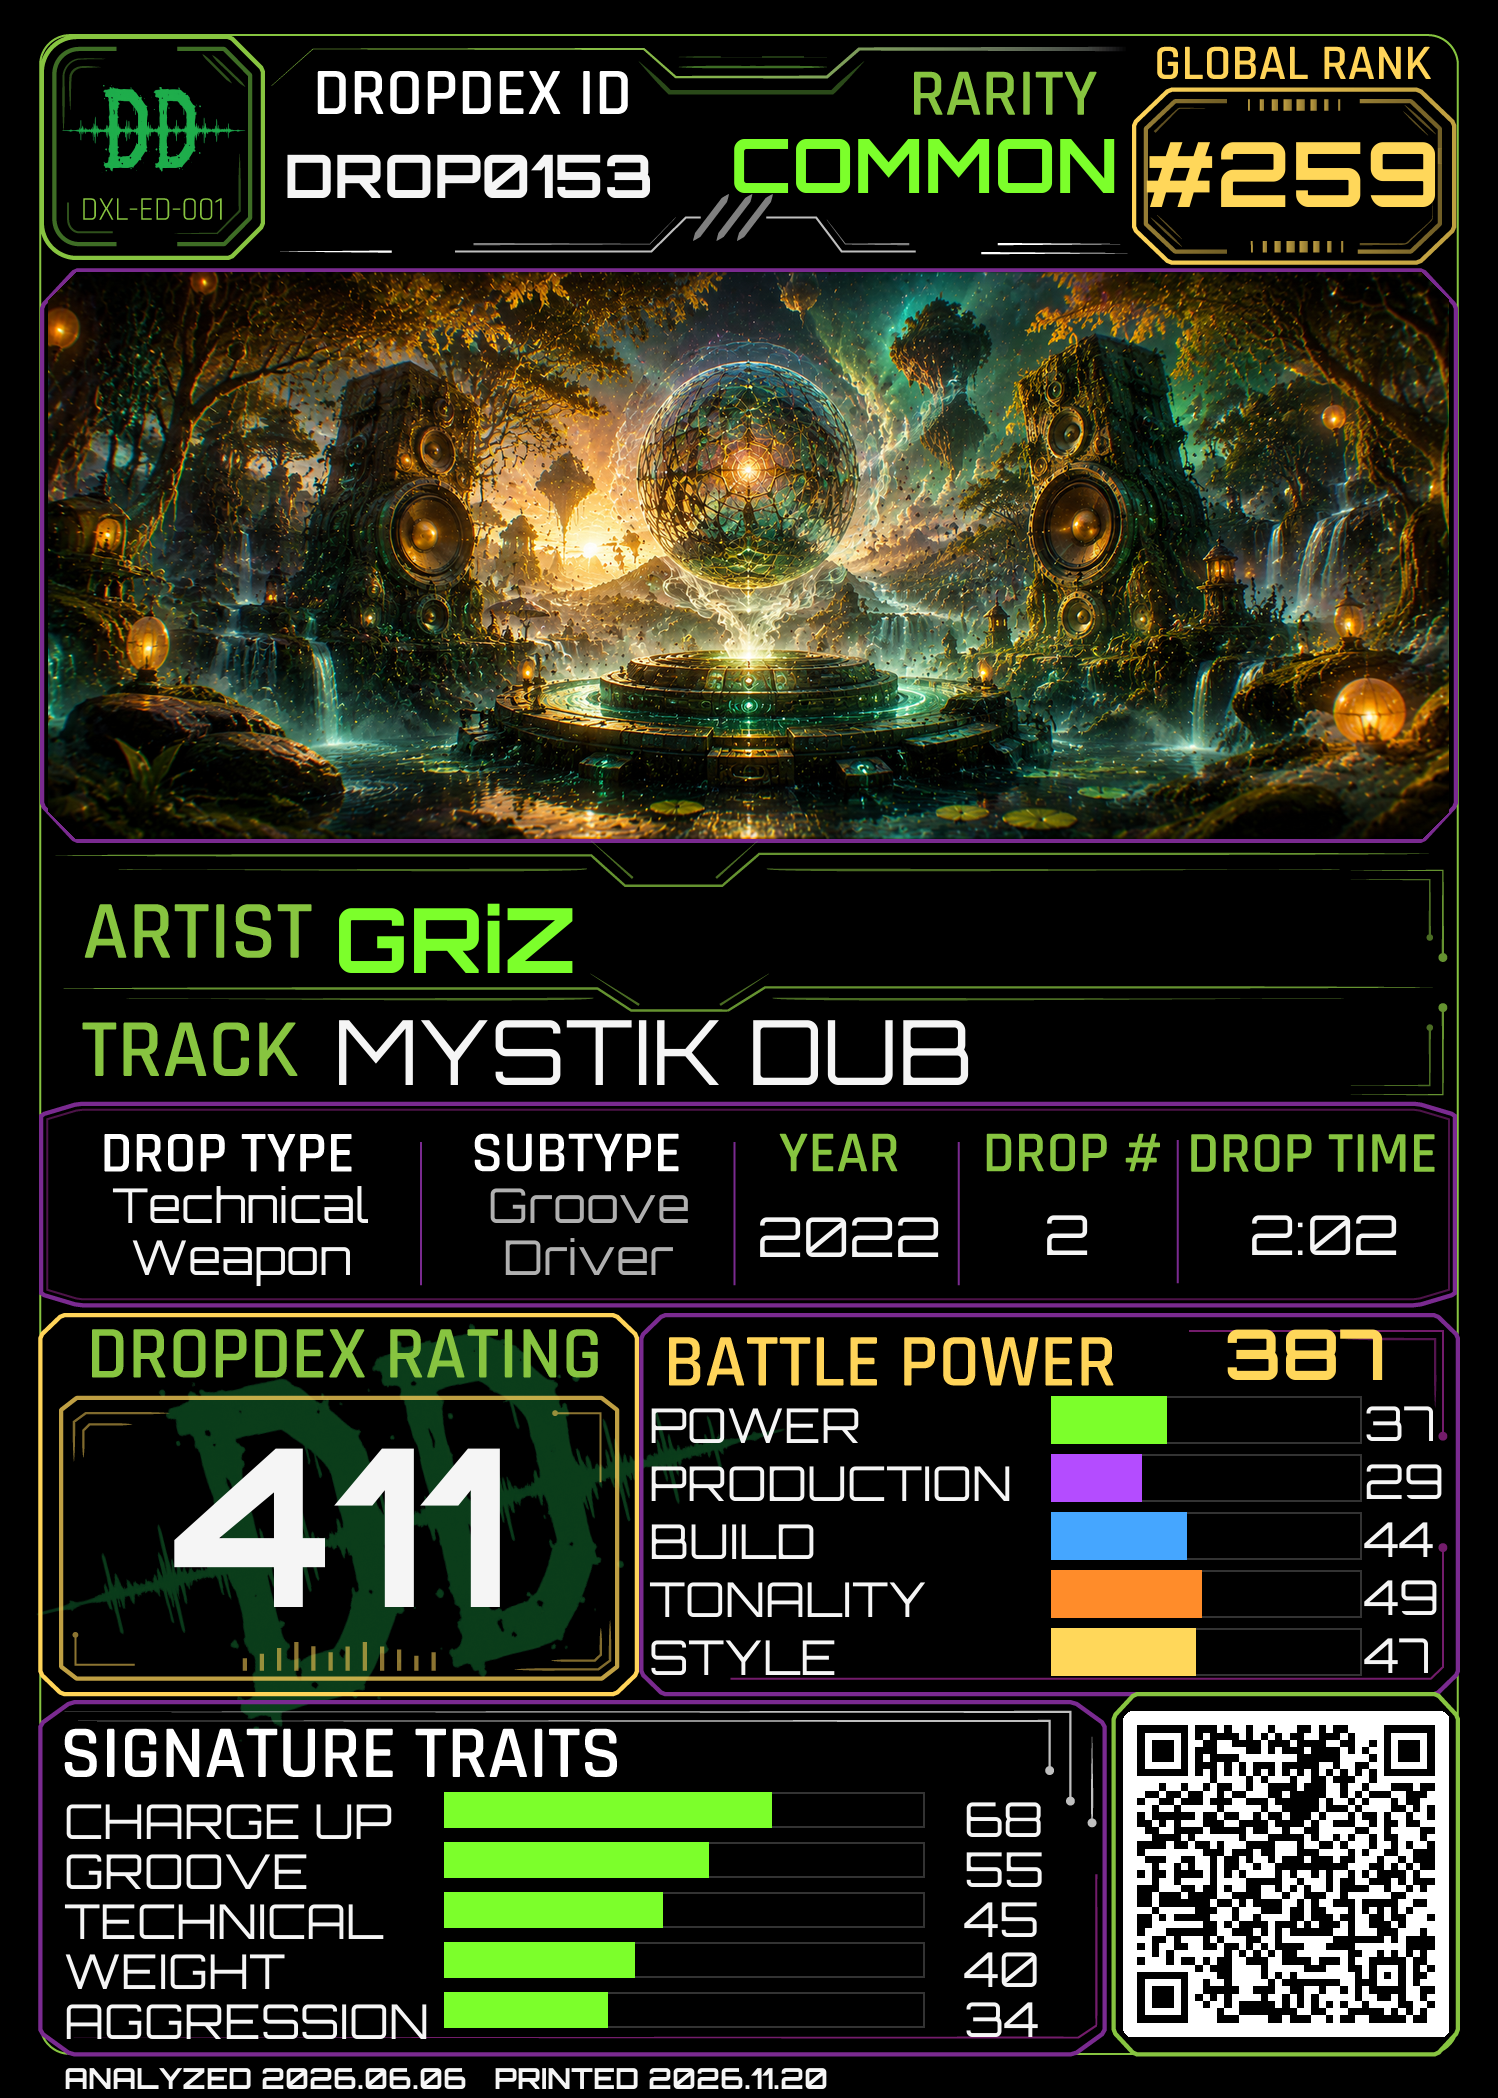 DD
DXL-ED-001
DROPDEX ID
DROP0153
RARITY
COMMON
GLOBAL RANK
#259
ARTIST GRiZ
TRACK MYSTIK DUB
DROP TYPE
Technical
Weapon
SUBTYPE
Groove
Driver
YEAR
2022
DROP #
2
DROP TIME
2:02
DROPDEX RATING
411
BATTLE POWER 387
POWER 37
PRODUCTION 29
BUILD 44
TONALITY 49
STYLE 47
SIGNATURE TRAITS
CHARGE UP 68
GROOVE 55
TECHNICAL 45
WEIGHT 40
AGGRESSION 34
ANALYZED 2026.06.06 PRINTED 2026.11.20